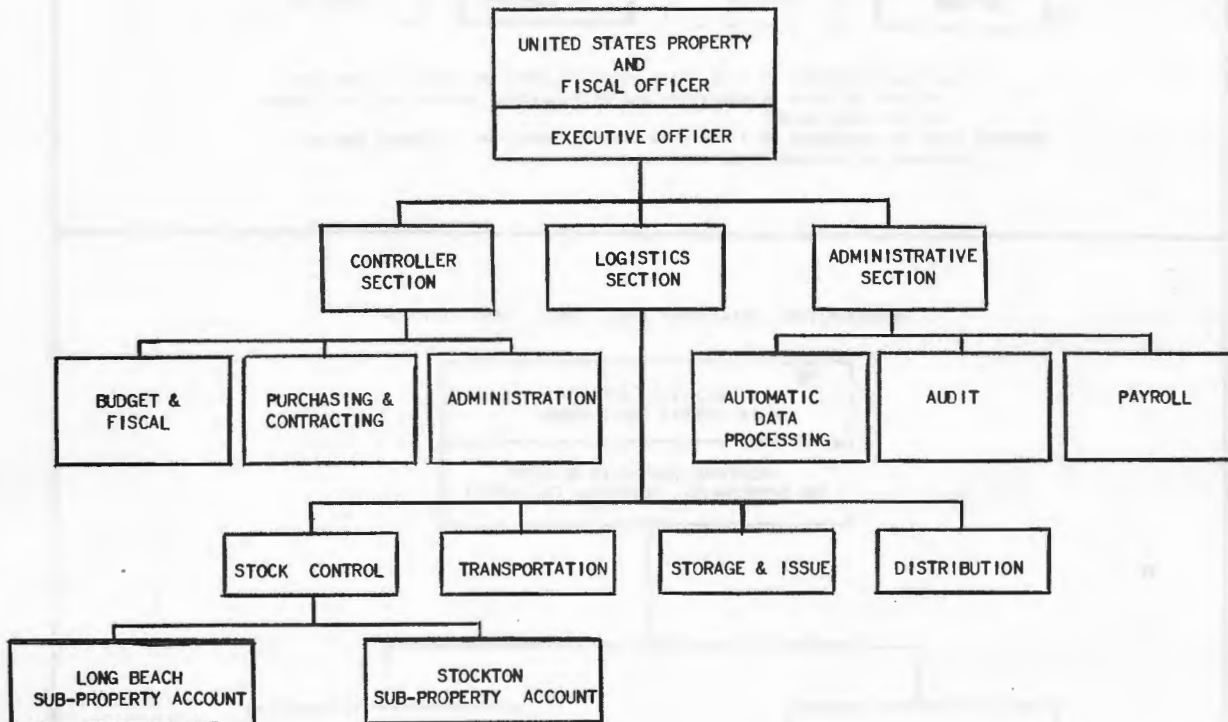 UNITED STATES PROPERTY
AND
FISCAL OFFICER
EXECUTIVE OFFICER
CONTROLLER
SECTION
LOGISTICS
SECTION
ADMINISTRATIVE
SECTION
BUDGET &
FISCAL
PURCHASING &
CONTRACTING
ADMINISTRATION
AUTOMATIC
DATA
PROCESSING
AUDIT
PAYROLL
STOCK CONTROL
TRANSPORTATION
STORAGE & ISSUE
DISTRIBUTION
LONG BEACH
SUB-PROPERTY ACCOUNT
STOCKTON
SUB-PROPERTY ACCOUNT